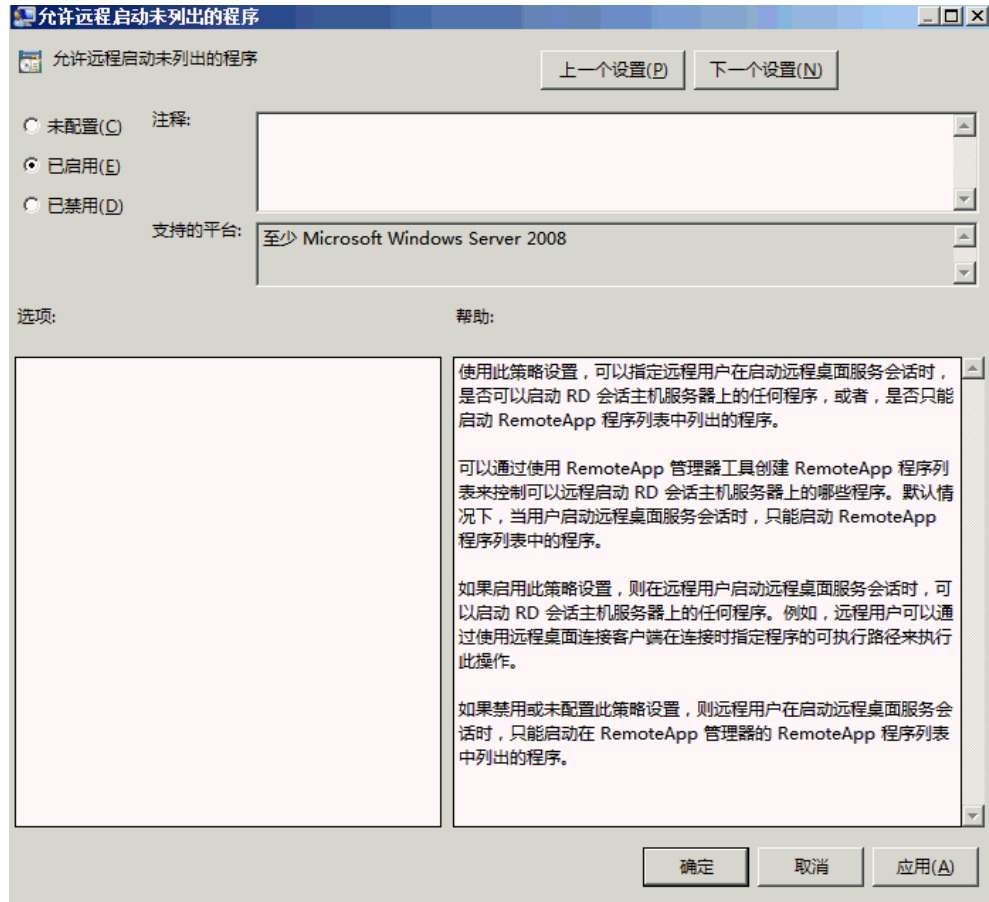 允许远程启动未列出的程序
允许远程启动未列出的程序
上一个设置(P)
下一个设置(N)
未配置(C)
注释:
已启用(E)
已禁用(D)
支持的平台:
至少 Microsoft Windows Server 2008
选项:
帮助:
使用此策略设置，可以指定远程用户在启动远程桌面服务会话时，
是否可以启动 RD 会话主机服务器上的任何程序，或者，是否只能
启动 RemoteApp 程序列表中列出的程序。
可以通过使用 RemoteApp 管理器工具创建 RemoteApp 程序列
表来控制可以远程启动 RD 会话主机服务器上的哪些程序。默认情
况下，当用户启动远程桌面服务会话时，只能启动 RemoteApp
程序列表中的程序。
如果启用此策略设置，则在远程用户启动远程桌面服务会话时，可
以启动 RD 会话主机服务器上的任何程序。例如，远程用户可以通
过使用远程桌面连接客户端在连接时指定程序的可执行路径来执行
此操作。
如果禁用或未配置此策略设置，则远程用户在启动远程桌面服务会
话时，只能启动在 RemoteApp 管理器的 RemoteApp 程序列表
中列出的程序。
确定
取消
应用(A)